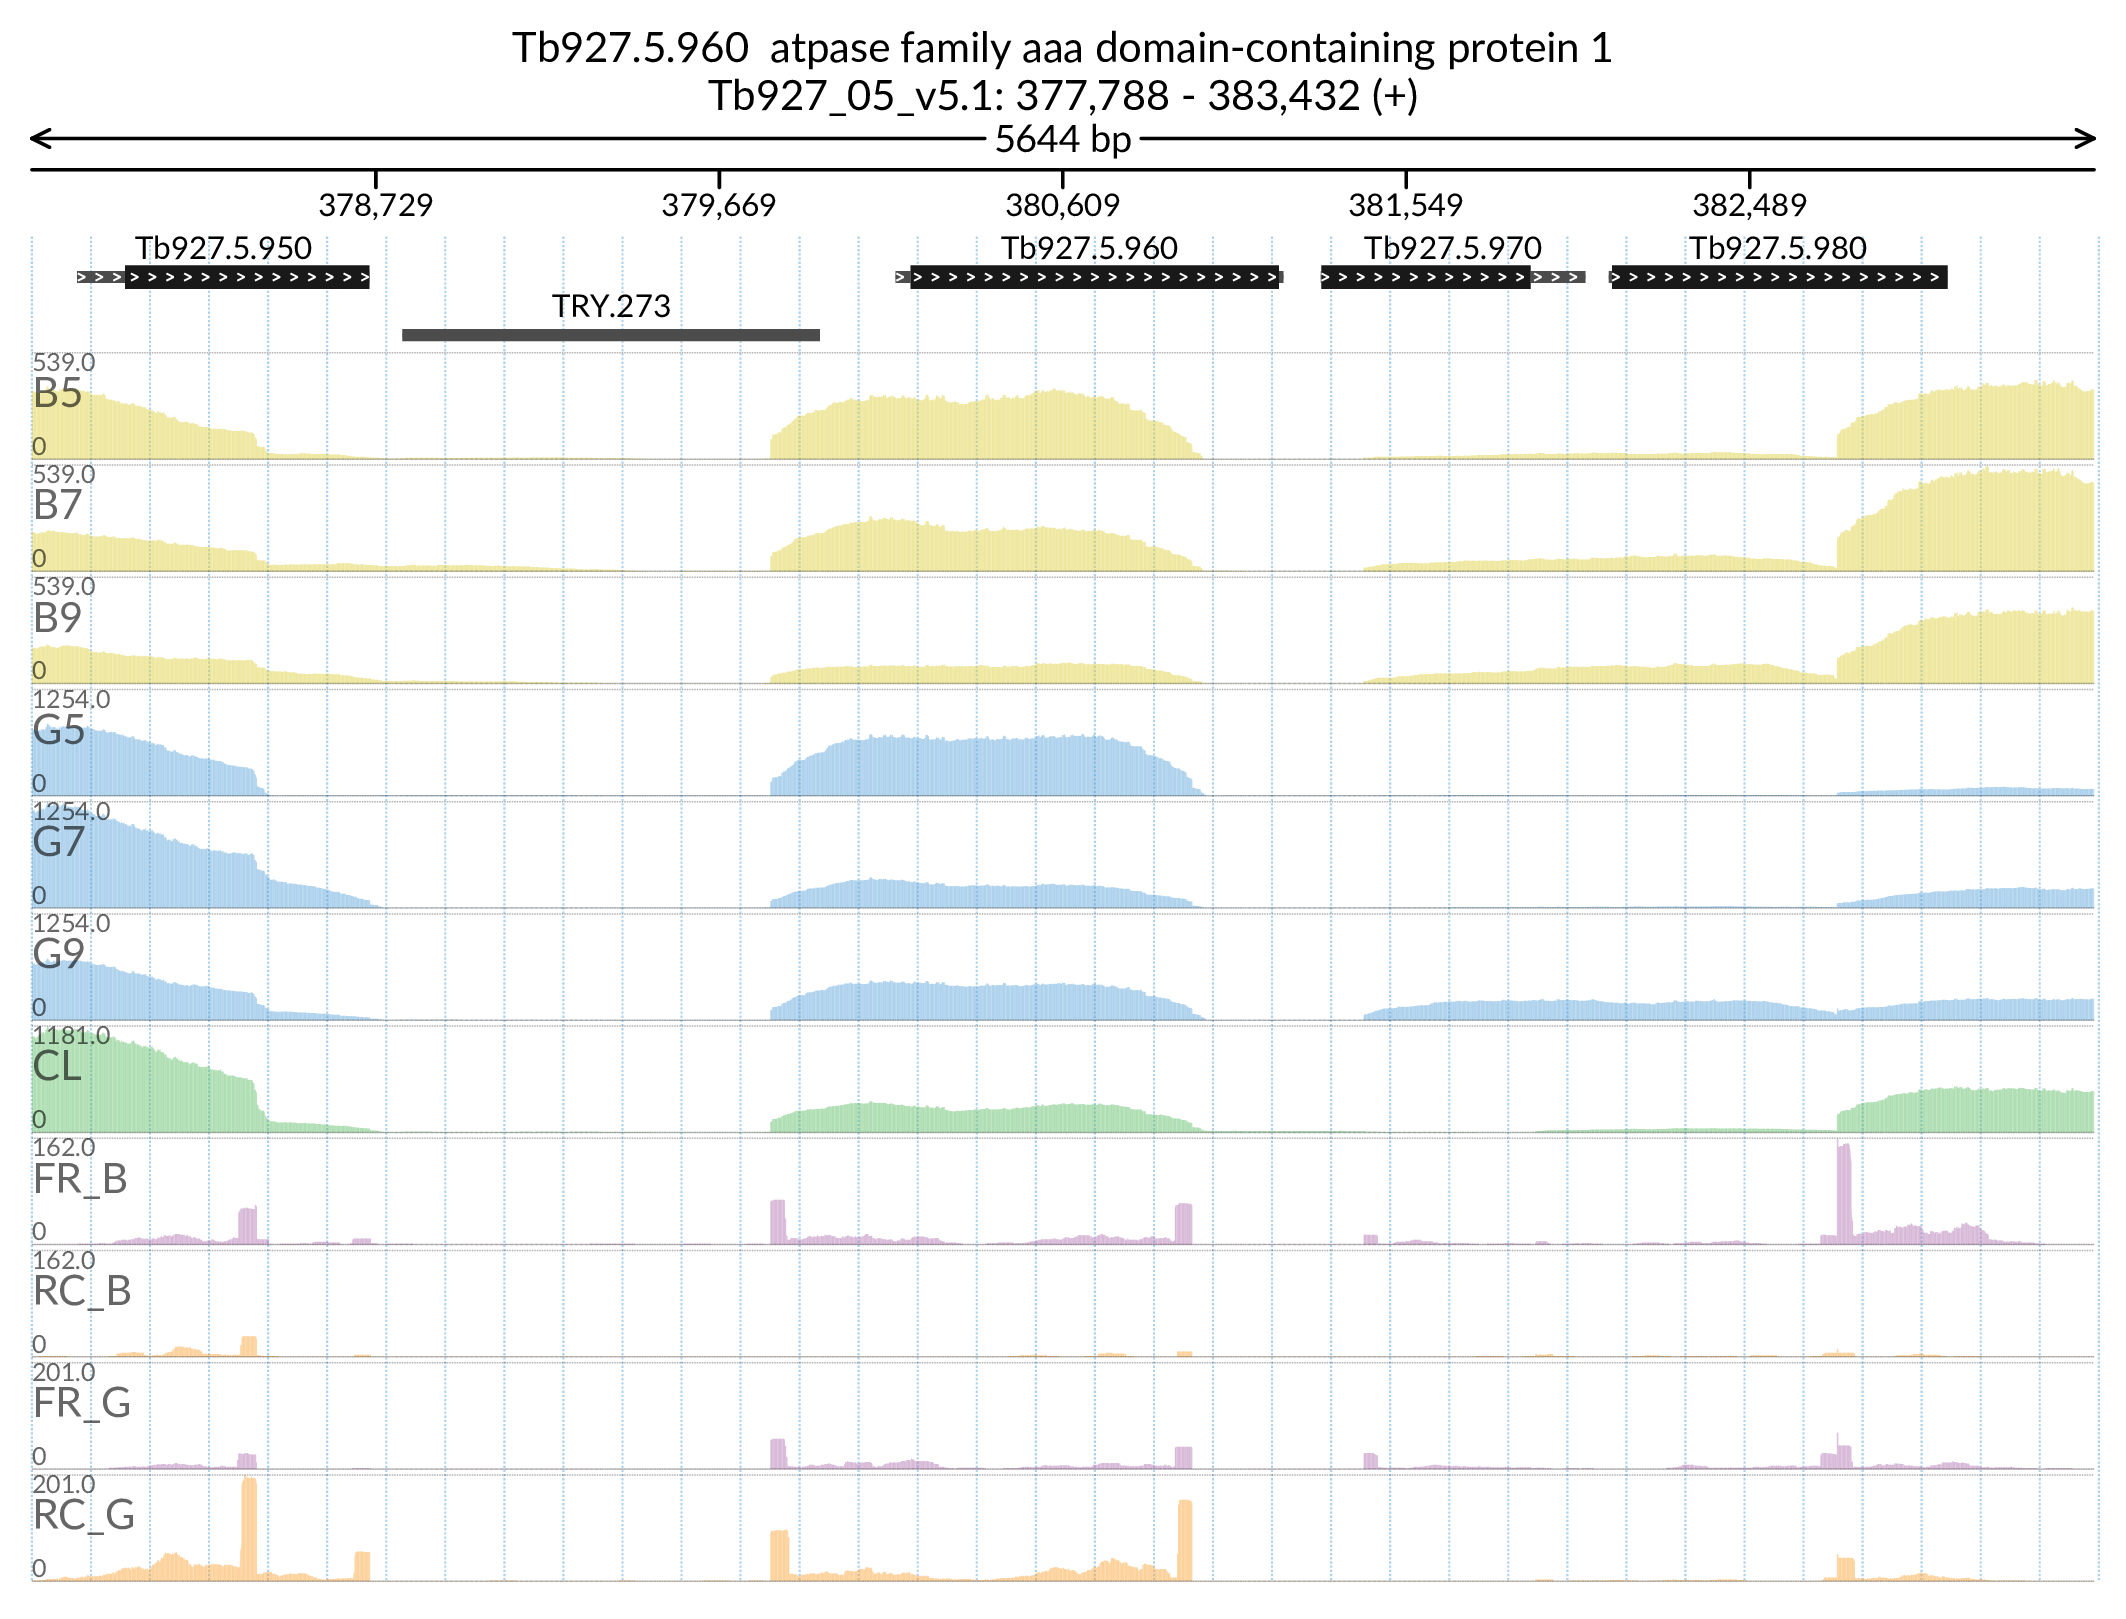 Tb927.5.960  atpase family aaa domain-containing protein 1
Tb927_05_v5.1: 377,788 - 383,432 (+)
5644 bp
378,729 379,669 380,609 381,549 382,489
Tb927.5.950 Tb927.5.960 Tb927.5.970 Tb927.5.980
TRY.273
539.0
B5
0
539.0
B7
0
539.0
B9
0
1254.0
G5
0
1254.0
G7
0
1254.0
G9
0
1181.0
CL
0
162.0
FR_B
0
162.0
RC_B
0
201.0
FR_G
0
201.0
RC_G
0